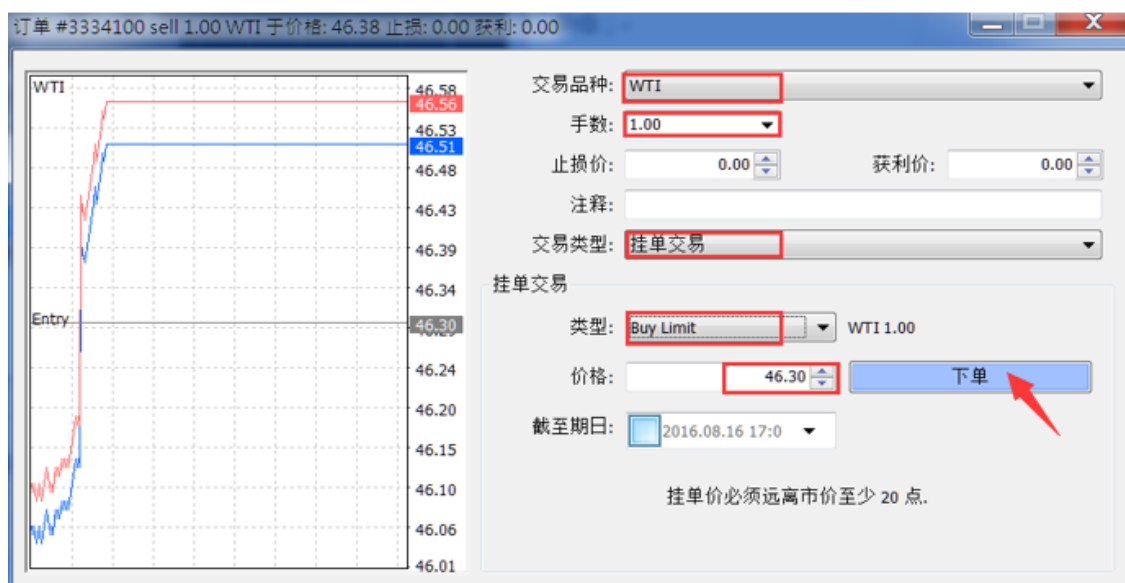 订单 #3334100 sell 1.00 WTI 于价格: 46.38 止损: 0.00 获利: 0.00
WTI
46.58
46.56
46.53
46.51
46.48
46.43
46.39
46.34
Entry
46.30
46.24
46.20
46.15
46.10
46.06
46.01
交易品种: WTI
手数: 1.00
止损价: 0.00 获利价: 0.00
注释:
交易类型: 挂单交易
挂单交易
类型: Buy Limit WTI 1.00
价格: 46.30 下单
截至期日: 2016.08.16 17:0
挂单价必须远离市价至少 20 点.